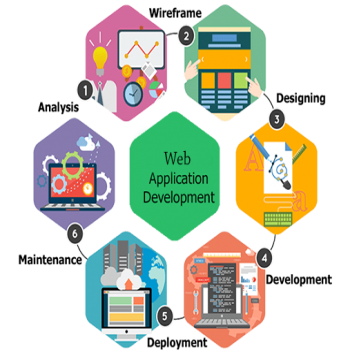 Wireframe
2
1
Analysis
Designing
3
Web
Application
Development
6
Maintenance
4
Development
5
Deployment